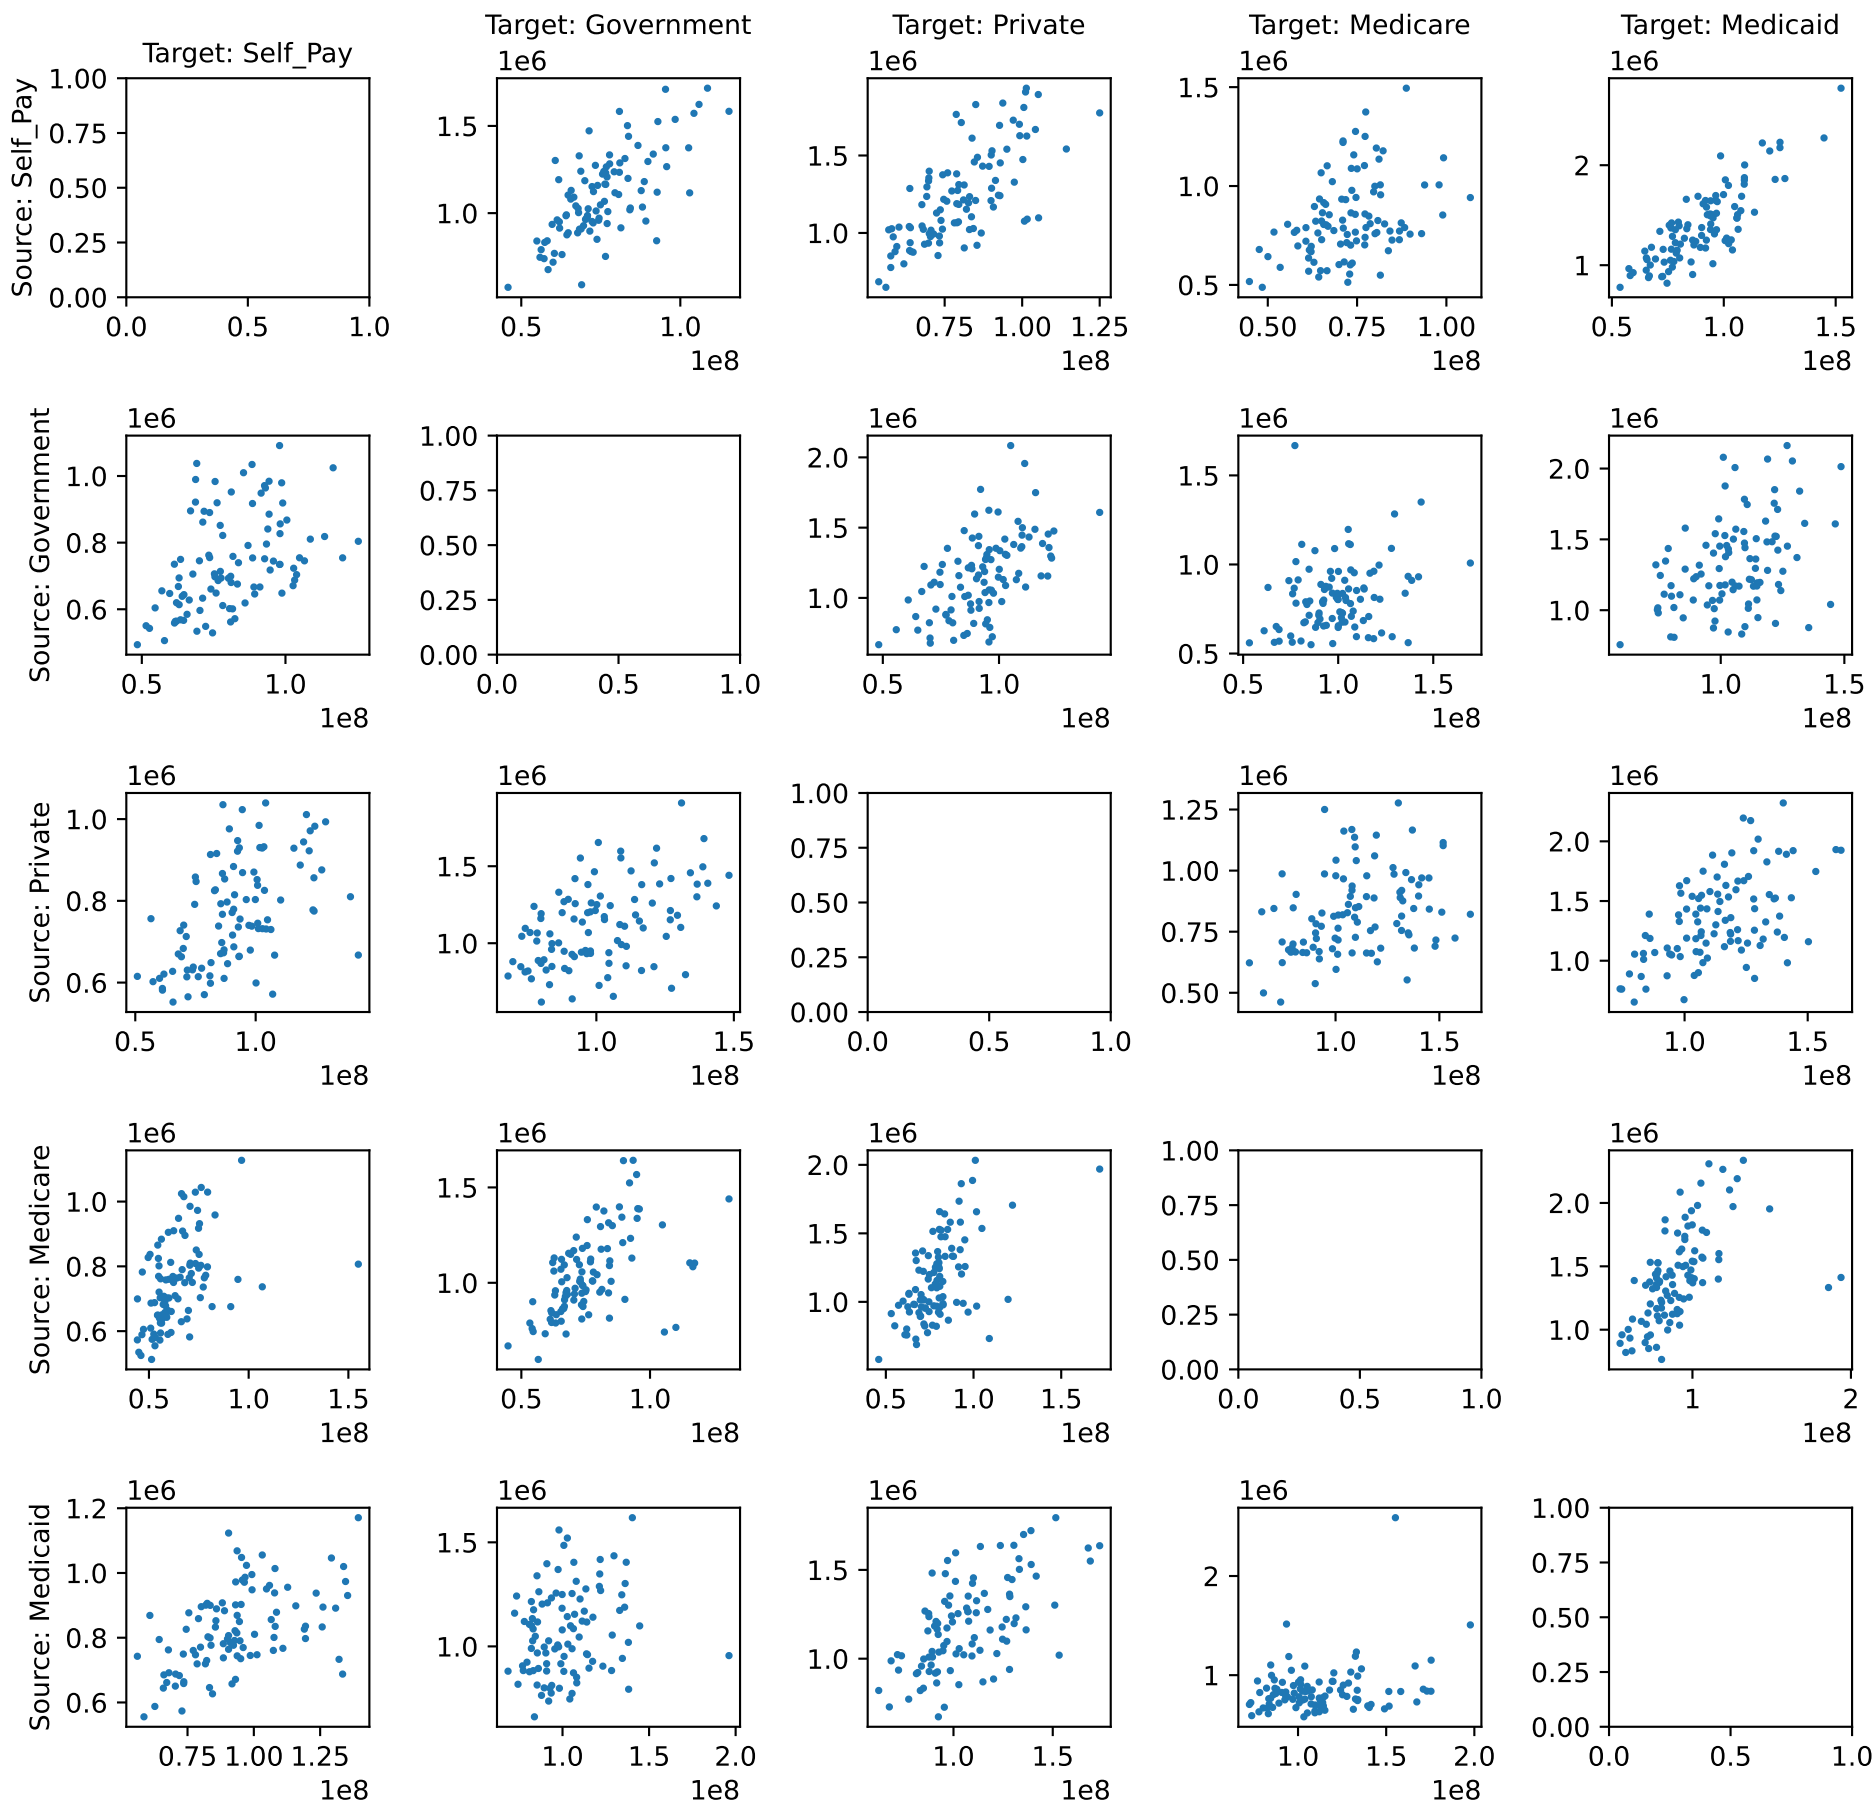 Target: Self_Pay
Target: Government
Target: Private
Target: Medicare
Target: Medicaid
Source: Self_Pay
1.00
0.75
0.50
0.25
0.00
0.0 0.5 1.0
1e6
1.5
1.0
0.5 1.0
1e8
1e6
1.5
1.0
0.75 1.00 1.25
1e8
1e6
1.5
1.0
0.5
0.50 0.75 1.00
1e8
1e6
2
1
0.5 1.0 1.5
1e8
Source: Government
1e6
1.0
0.8
0.6
0.5 1.0
1e8
1.00
0.75
0.50
0.25
0.00
0.0 0.5 1.0
1e6
2.0
1.5
1.0
0.5 1.0
1e8
1e6
1.5
1.0
0.5
0.5 1.0 1.5
1e8
1e6
2.0
1.5
1.0
1.0 1.5
1e8
Source: Private
1e6
1.0
0.8
0.6
0.5 1.0
1e8
1e6
1.5
1.0
1.0 1.5
1e8
1.00
0.75
0.50
0.25
0.00
0.0 0.5 1.0
1e6
1.25
1.00
0.75
0.50
1.0 1.5
1e8
1e6
2.0
1.5
1.0
1.0 1.5
1e8
Source: Medicare
1e6
1.0
0.8
0.6
0.5 1.0 1.5
1e8
1e6
1.5
1.0
0.5 1.0
1e8
1e6
2.0
1.5
1.0
0.5 1.0 1.5
1e8
1.00
0.75
0.50
0.25
0.00
0.0 0.5 1.0
1e6
2.0
1.5
1.0
1 2
1e8
Source: Medicaid
1e6
1.2
1.0
0.8
0.6
0.75 1.00 1.25
1e8
1e6
1.5
1.0
1.0 1.5 2.0
1e8
1e6
1.5
1.0
1.0 1.5
1e8
1e6
2
1
1.0 1.5 2.0
1e8
1.00
0.75
0.50
0.25
0.00
0.0 0.5 1.0